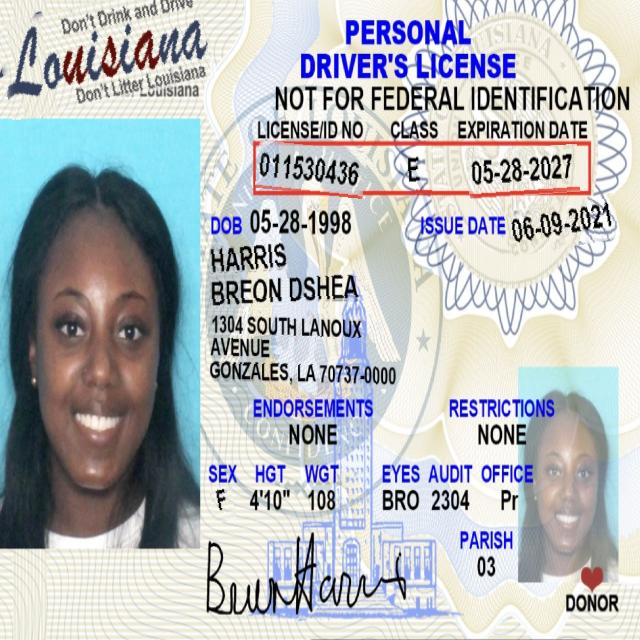 Don't Drink and Drive
Louisiana
Don't Litter Louisiana
Louisiana
PERSONAL
DRIVER'S LICENSE
NOT FOR FEDERAL IDENTIFICATION
LICENSE/ID NO CLASS EXPIRATION DATE
011530436 E 05-28-2027
DOB 05-28-1998 ISSUE DATE 06-09-2021
HARRIS
BREON DSHEA
1304 SOUTH LANOUX
AVENUE
GONZALES, LA 70737-0000
ENDORSEMENTS RESTRICTIONS
NONE NONE
SEX HGT WGT EYES AUDIT OFFICE
F 4'10" 108 BRO 2304 Pr
PARISH
03
Breon Harris
DONOR